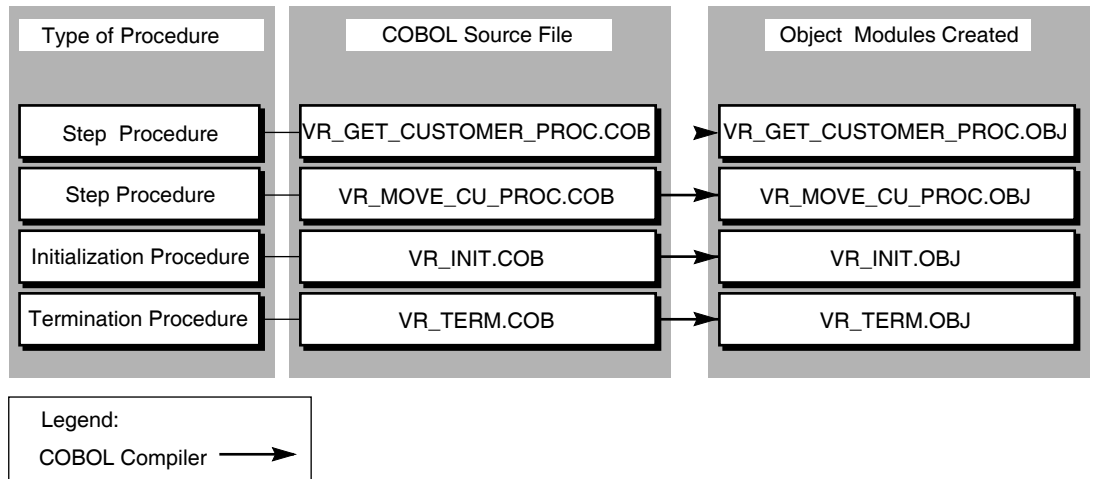 Type of Procedure
COBOL Source File
Object Modules Created
Step Procedure
VR_GET_CUSTOMER_PROC.COB
VR_GET_CUSTOMER_PROC.OBJ
Step Procedure
VR_MOVE_CU_PROC.COB
VR_MOVE_CU_PROC.OBJ
Initialization Procedure
VR_INIT.COB
VR_INIT.OBJ
Termination Procedure
VR_TERM.COB
VR_TERM.OBJ
Legend:
COBOL Compiler